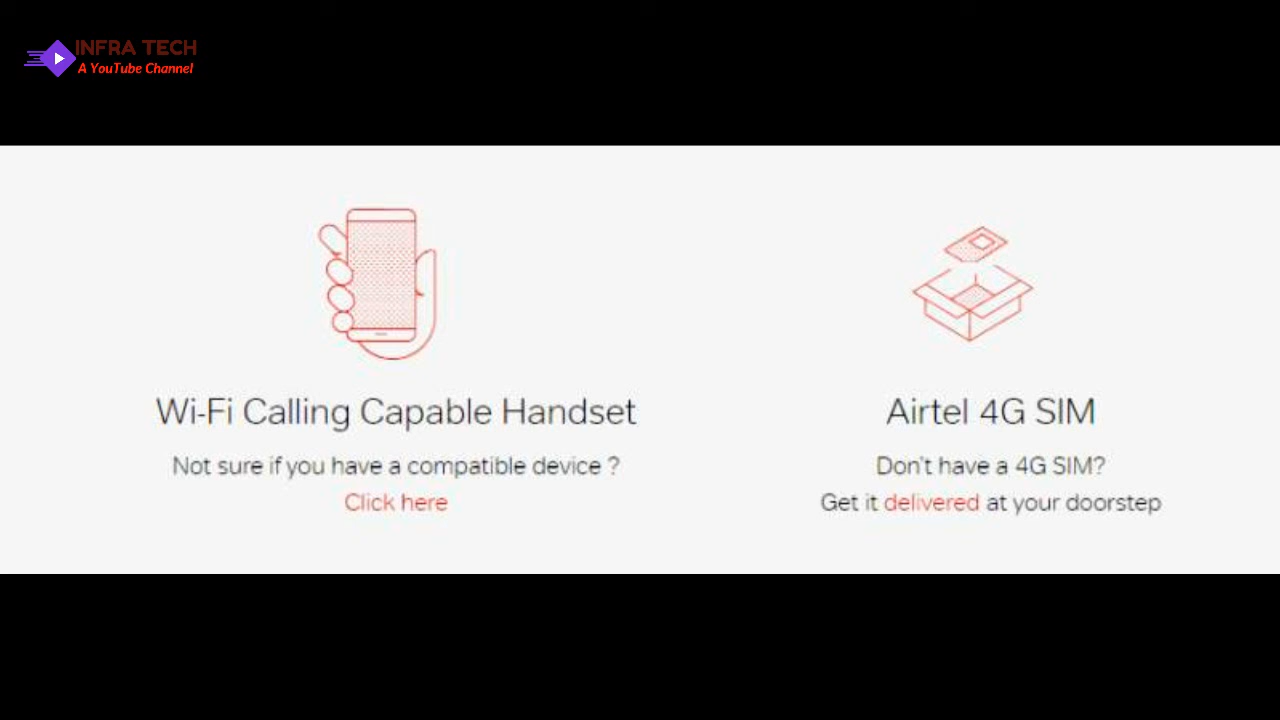 INFRA TECH
A YouTube Channel
Wi-Fi Calling Capable Handset
Not sure if you have a compatible device ?
Click here
Airtel 4G SIM
Don't have a 4G SIM?
Get it delivered at your doorstep